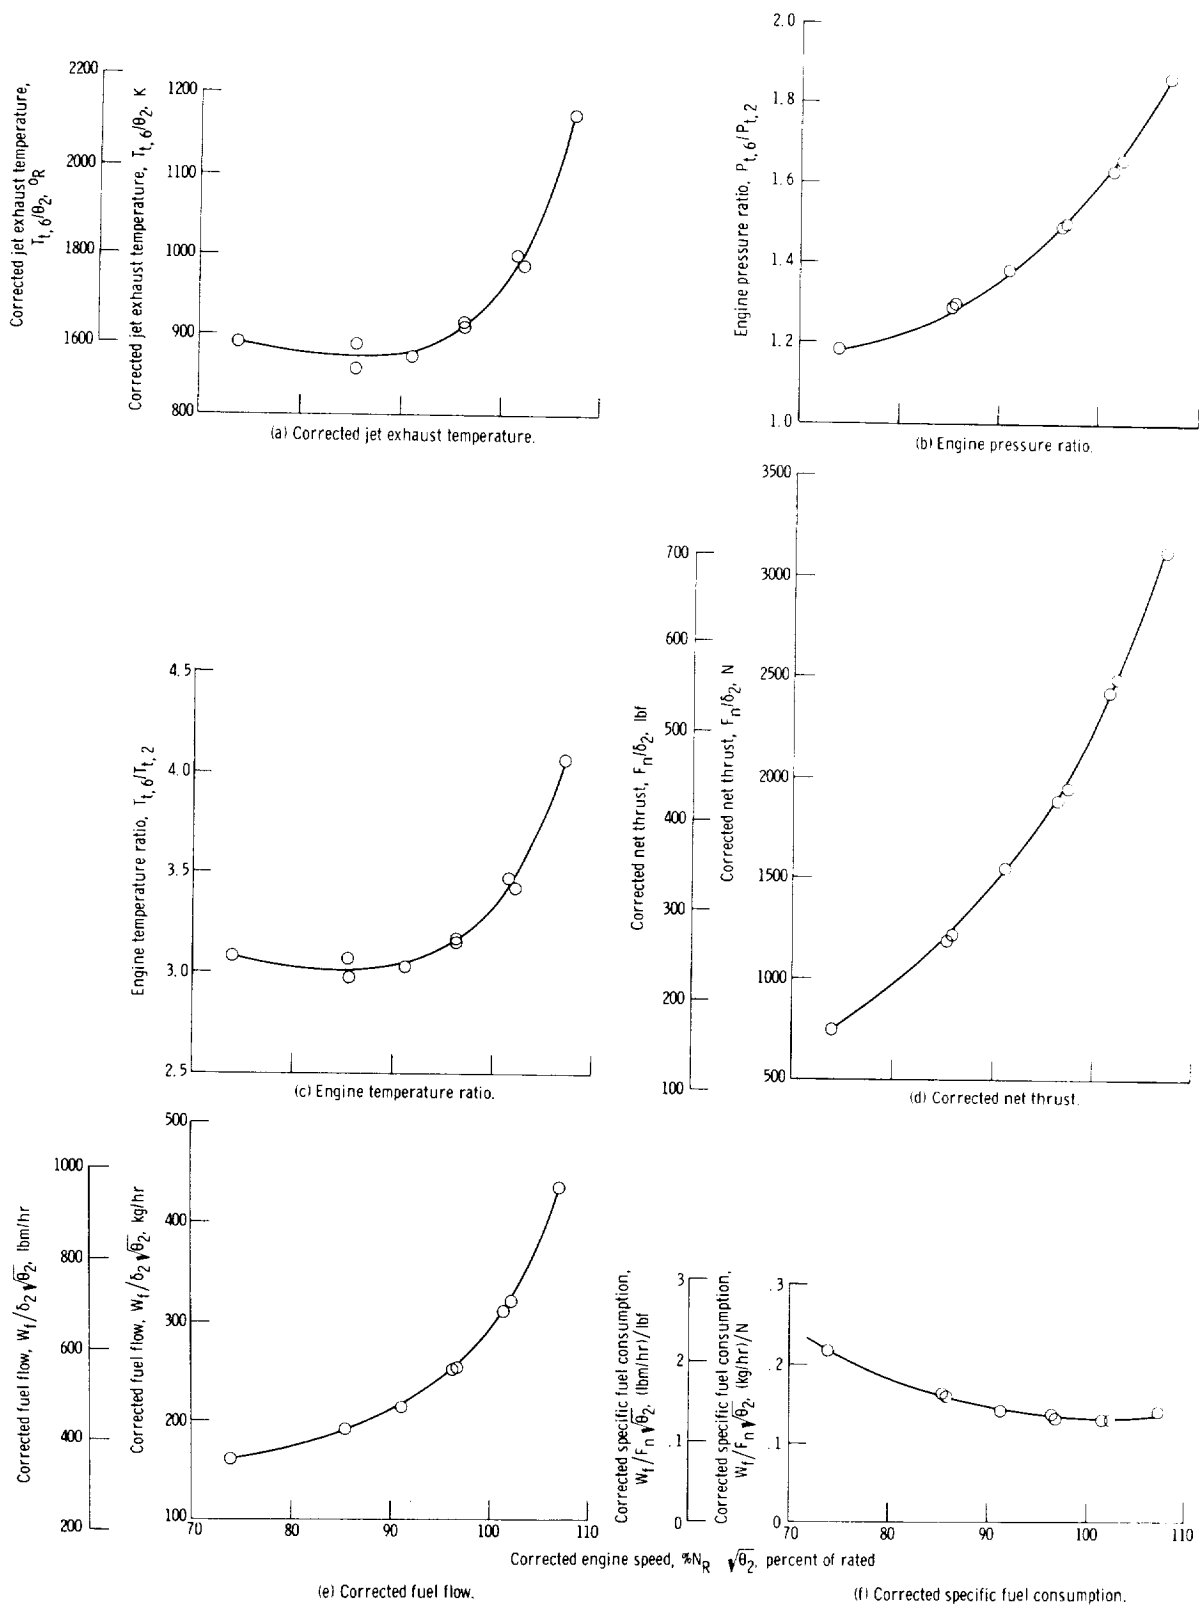 Corrected jet exhaust temperature,
T_t,6/θ_2, °R
2200
2000
1800
1600
Corrected jet exhaust temperature, T_t,6/θ_2, K
1200
1100
1000
900
800
(a) Corrected jet exhaust temperature.
Engine pressure ratio, P_t,6/P_t,2
2.0
1.8
1.6
1.4
1.2
1.0
(b) Engine pressure ratio.
Engine temperature ratio, T_t,6/T_t,2
4.5
4.0
3.5
3.0
2.5
(c) Engine temperature ratio.
Corrected net thrust, F_n/δ_2, lbf
700
600
500
400
300
200
100
Corrected net thrust, F_n/δ_2, N
3500
3000
2500
2000
1500
1000
500
(d) Corrected net thrust.
Corrected fuel flow, W_f/δ_2√θ_2, lbm/hr
1000
800
600
400
200
Corrected fuel flow, W_f/δ_2√θ_2, kg/hr
500
400
300
200
100
70 80 90 100 110
Corrected specific fuel consumption,
W_f/F_n√θ_2, (lbm/hr)/lbf
3
2
1
0
Corrected specific fuel consumption,
W_f/F_n√θ_2, (kg/hr)/N
.3
.2
.1
0
70 80 90 100 110
Corrected engine speed, %N_R √θ_2, percent of rated
(e) Corrected fuel flow.
(f) Corrected specific fuel consumption.